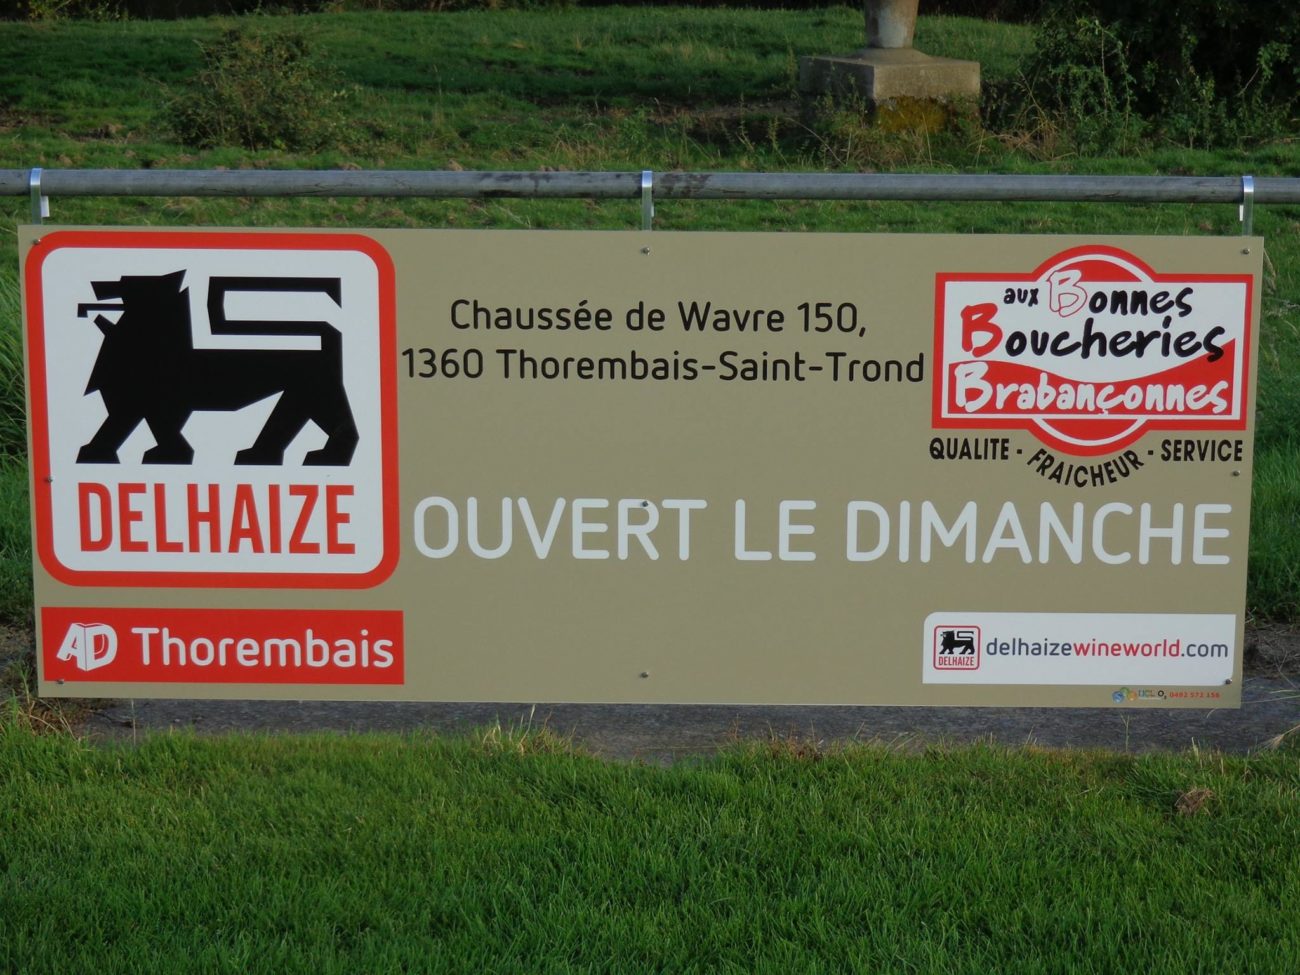 DELHAIZE
AD Thorembais
Chaussée de Wavre 150,
1360 Thorembais-Saint-Trond
OUVERT LE DIMANCHE
aux Bonnes
Boucheries
Brabançonnes
QUALITE - FRAICHEUR - SERVICE
DELHAIZE
delhaizewineworld.com